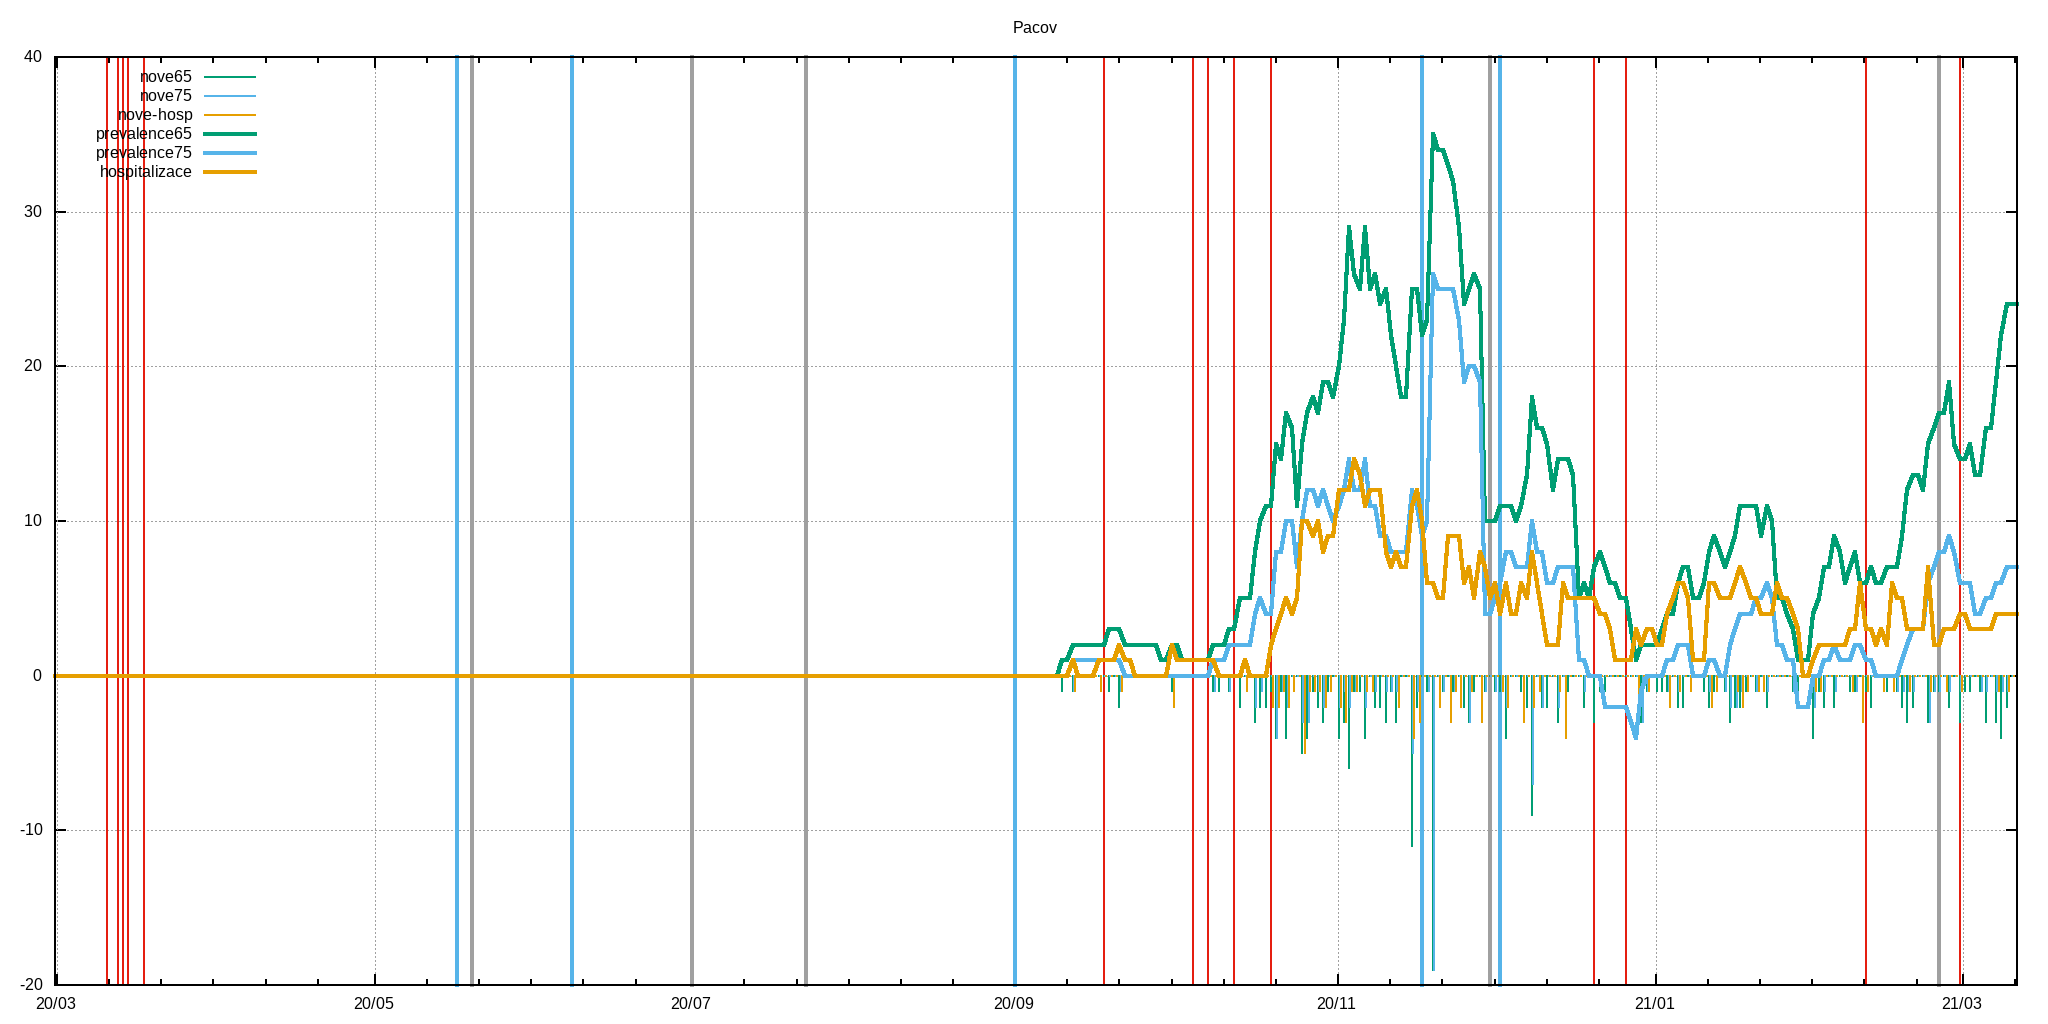 Pacov
40
nove65
nove75
nove-hosp
prevalence65
prevalence75
hospitalizace
30
20
10
0
-10
-20
20/03 20/05 20/07 20/09 20/11 21/01 21/03